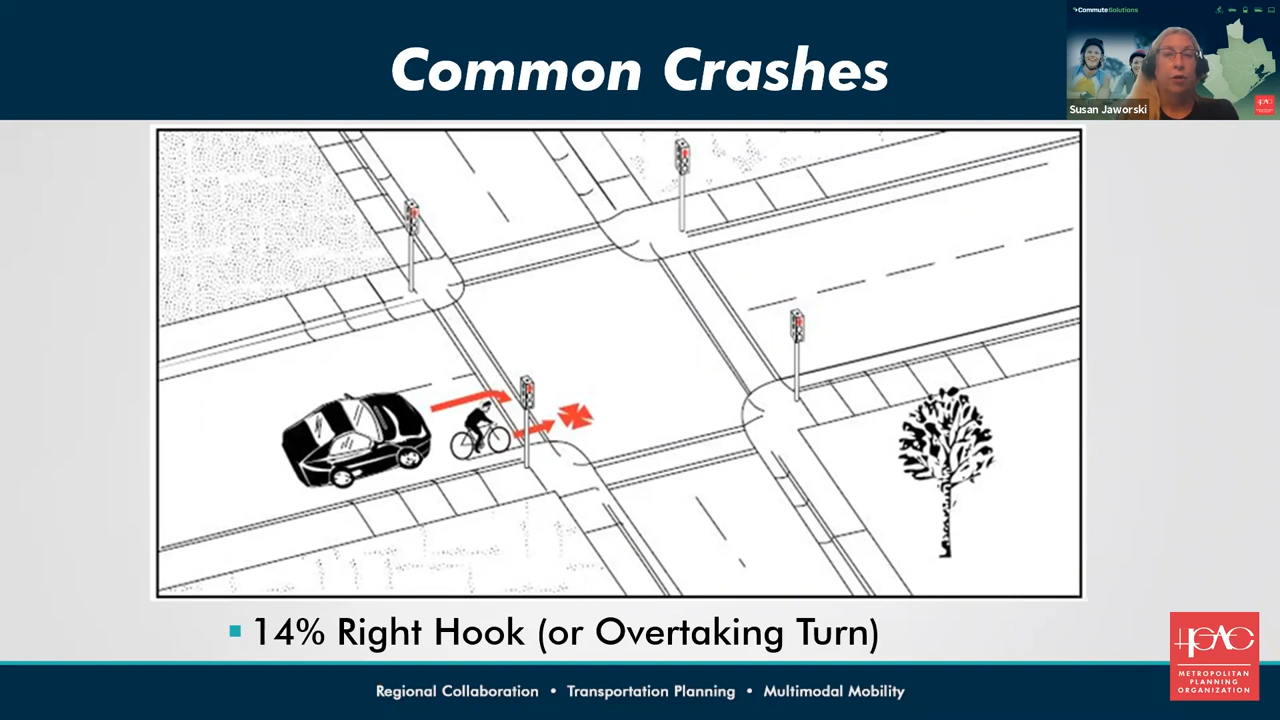 Common Crashes
CommuteSolutions
Susan Jaworski
14% Right Hook (or Overtaking Turn)
Regional Collaboration • Transportation Planning • Multimodal Mobility
HGAC
METROPOLITAN
PLANNING
ORGANIZATION